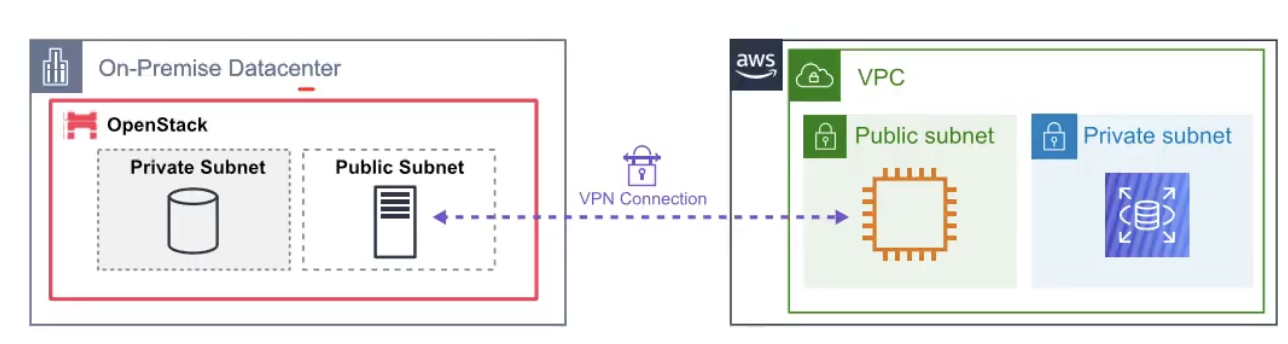 On-Premise Datacenter
OpenStack
Private Subnet
Public Subnet
VPN Connection
aws
VPC
Public subnet
Private subnet